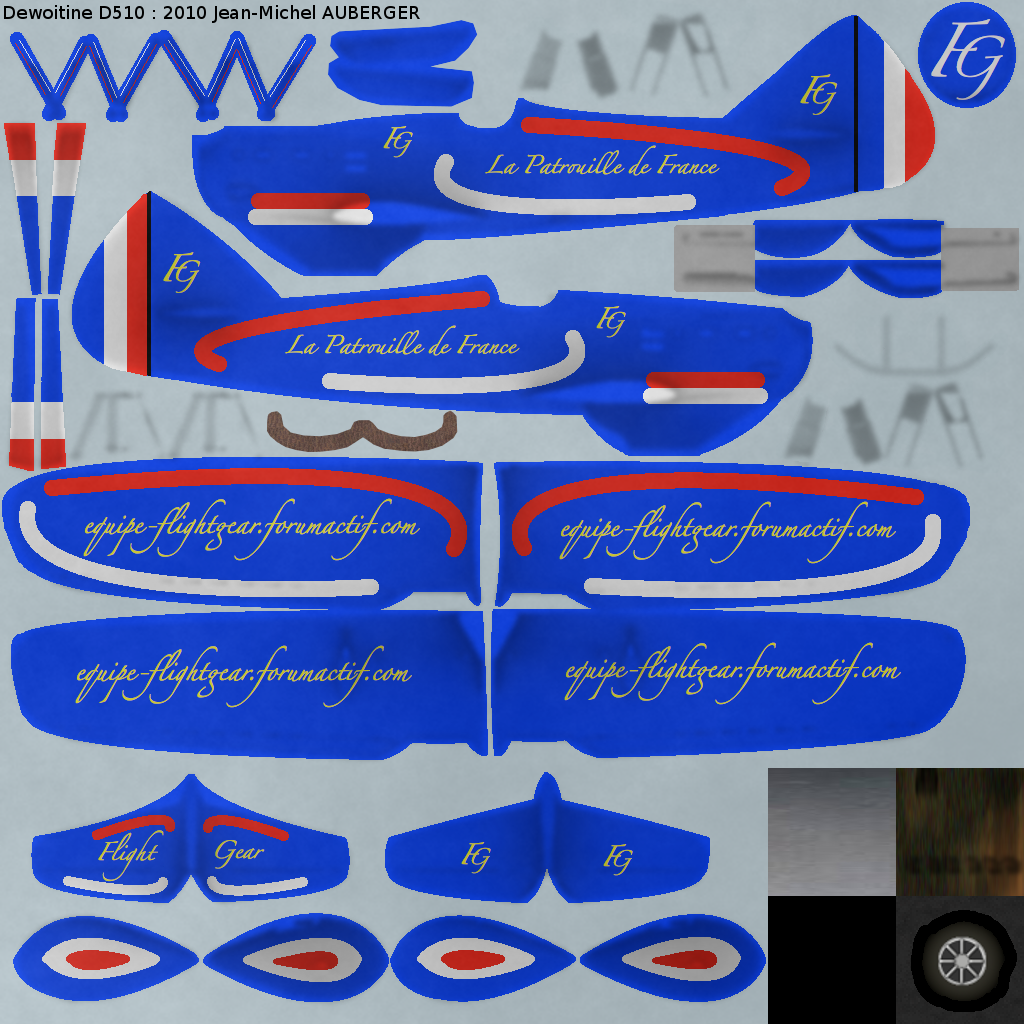 Dewoitine D510 : 2010 Jean-Michel AUBERGER
FG
FG
FG
La Patrouille de France
FG
FG
La Patrouille de France
equipe-flightgear.forumactif.com
equipe-flightgear.forumactif.com
equipe-flightgear.forumactif.com
equipe-flightgear.forumactif.com
Flight Gear
FG FG